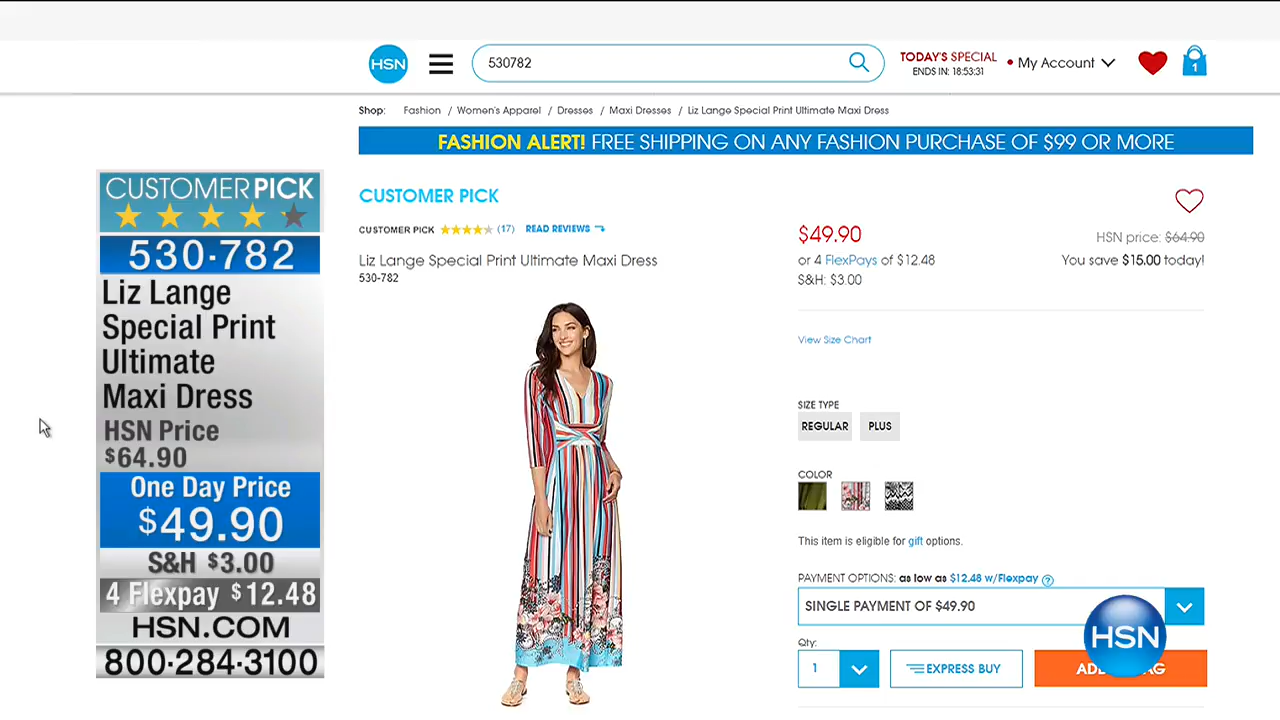 HSN
530782
TODAY'S SPECIAL
ENDS IN: 18:53:31
My Account
1
Shop: Fashion / Women's Apparel / Dresses / Maxi Dresses / Liz Lange Special Print Ultimate Maxi Dress
FASHION ALERT! FREE SHIPPING ON ANY FASHION PURCHASE OF $99 OR MORE
CUSTOMER PICK
530-782
Liz Lange
Special Print
Ultimate
Maxi Dress
HSN Price
$64.90
One Day Price
$49.90
S&H $3.00
4 Flexpay $12.48
HSN.COM
800-284-3100
CUSTOMER PICK
CUSTOMER PICK (17) READ REVIEWS
Liz Lange Special Print Ultimate Maxi Dress
530-782
$49.90
HSN price: $64.90
or 4 FlexPays of $12.48
You save $15.00 today!
S&H: $3.00
View Size Chart
SIZE TYPE
REGULAR
PLUS
COLOR
This item is eligible for gift options.
PAYMENT OPTIONS: as low as $12.48 w/Flexpay ?
SINGLE PAYMENT OF $49.90
Qty:
1
EXPRESS BUY
HSN